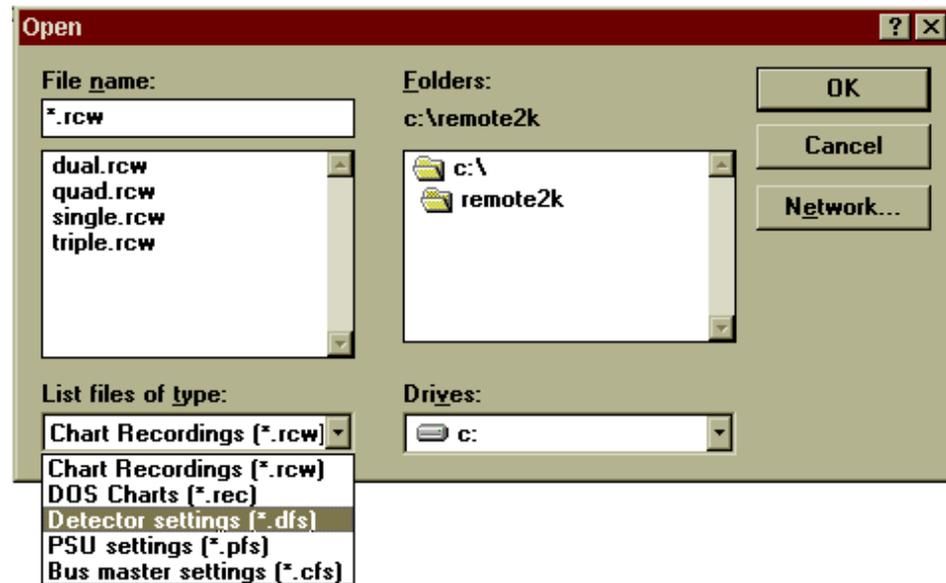 Open
File name:
*.rcw
dual.rcw
quad.rcw
single.rcw
triple.rcw
List files of type:
Chart Recordings (*.rcw)
Chart Recordings (*.rcw)
DOS Charts (*.rec)
Detector settings (*.dfs)
PSU settings (*.pfs)
Bus master settings (*.cfs)
Folders:
c:\remote2k
c:\
remote2k
Drives:
c:
OK
Cancel
Network...